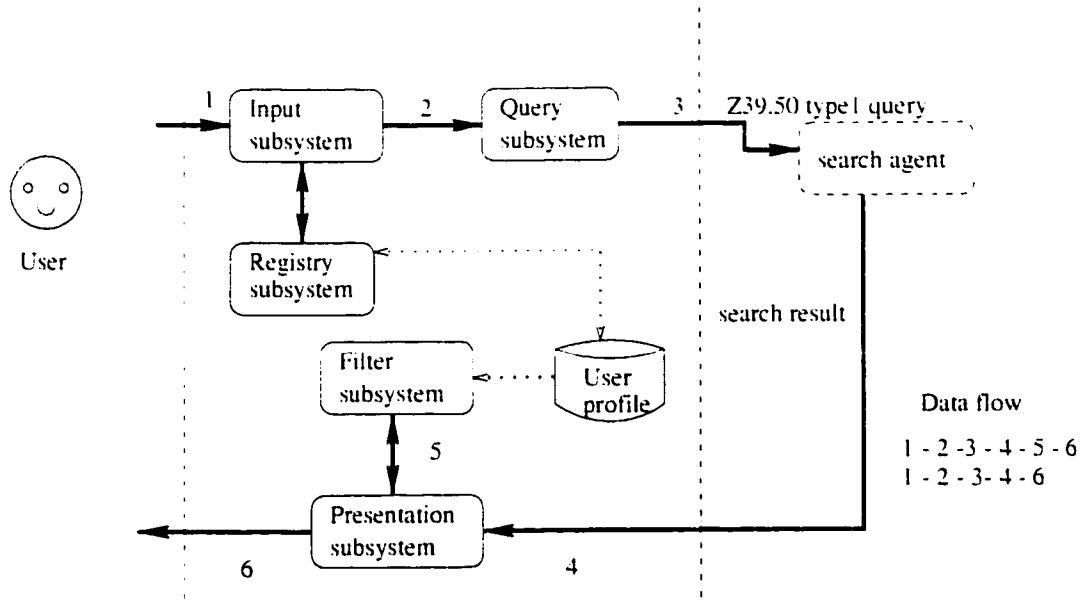 1
Input
subsystem
2
Query
subsystem
3
Z39.50 type1 query
search agent
User
Registry
subsystem
search result
Filter
subsystem
User
profile
Data flow
1 - 2 -3 - 4 - 5 - 6
1 - 2 - 3- 4 - 6
5
Presentation
subsystem
6
4